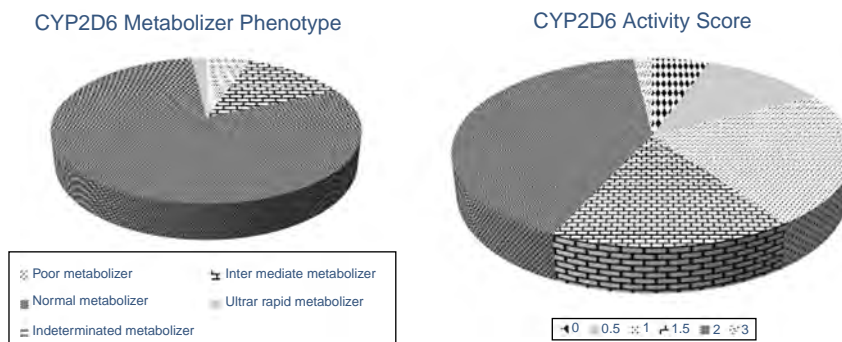 CYP2D6 Metabolizer Phenotype
Poor metabolizer
Inter mediate metabolizer
Normal metabolizer
Ultrar rapid metabolizer
Indeterminated metabolizer
CYP2D6 Activity Score
0 0.5 1 1.5 2 3